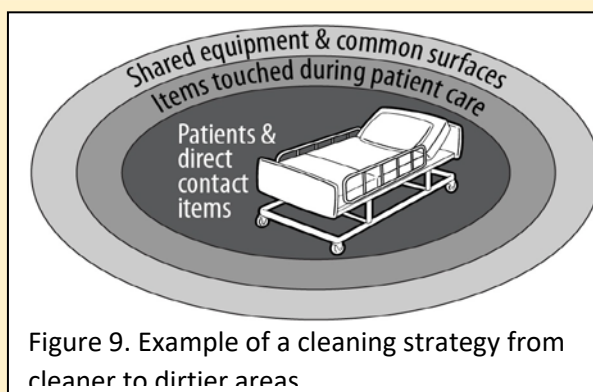 Shared equipment & common surfaces
Items touched during patient care
Patients &
direct
contact
items
Figure 9. Example of a cleaning strategy from
cleaner to dirtier areas